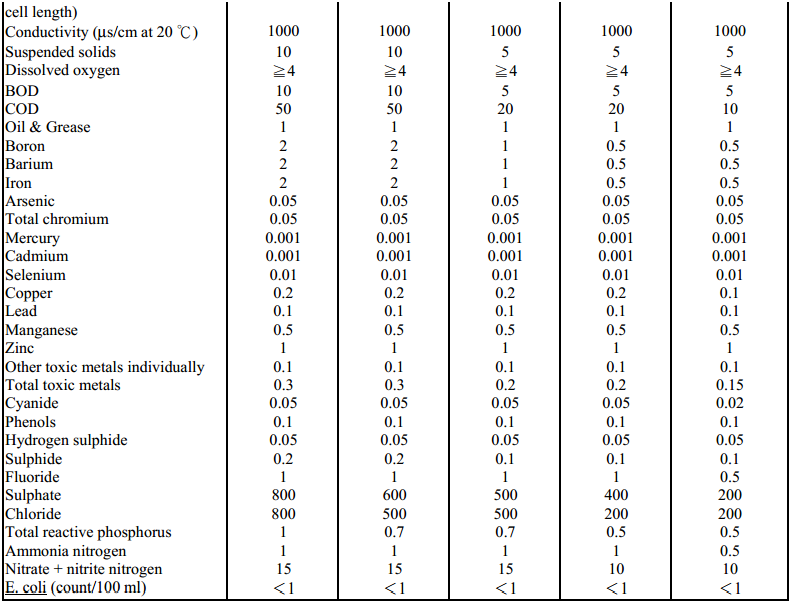 cell length)
Conductivity (μs/cm at 20 ℃) 1000 1000 1000 1000 1000
Suspended solids 10 10 5 5 5
Dissolved oxygen ≧4 ≧4 ≧4 ≧4 ≧4
BOD 10 10 5 5 5
COD 50 50 20 20 10
Oil & Grease 1 1 1 1 1
Boron 2 2 1 0.5 0.5
Barium 2 2 1 0.5 0.5
Iron 2 2 1 0.5 0.5
Arsenic 0.05 0.05 0.05 0.05 0.05
Total chromium 0.05 0.05 0.05 0.05 0.05
Mercury 0.001 0.001 0.001 0.001 0.001
Cadmium 0.001 0.001 0.001 0.001 0.001
Selenium 0.01 0.01 0.01 0.01 0.01
Copper 0.2 0.2 0.2 0.2 0.1
Lead 0.1 0.1 0.1 0.1 0.1
Manganese 0.5 0.5 0.5 0.5 0.5
Zinc 1 1 1 1 1
Other toxic metals individually 0.1 0.1 0.1 0.1 0.1
Total toxic metals 0.3 0.3 0.2 0.2 0.15
Cyanide 0.05 0.05 0.05 0.05 0.02
Phenols 0.1 0.1 0.1 0.1 0.1
Hydrogen sulphide 0.05 0.05 0.05 0.05 0.05
Sulphide 0.2 0.2 0.1 0.1 0.1
Fluoride 1 1 1 1 0.5
Sulphate 800 600 500 400 200
Chloride 800 500 500 200 200
Total reactive phosphorus 1 0.7 0.7 0.5 0.5
Ammonia nitrogen 1 1 1 1 0.5
Nitrate + nitrite nitrogen 15 15 15 10 10
E. coli (count/100 ml) <1 <1 <1 <1 <1